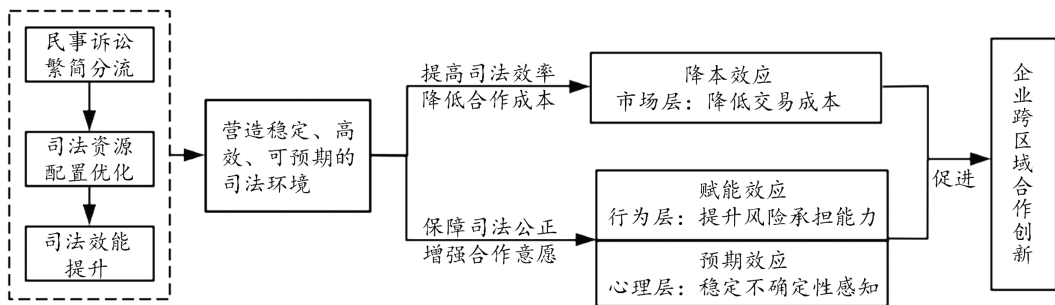 民事诉讼
繁简分流
司法资源
配置优化
司法效能
提升
营造稳定、高
效、可预期的
司法环境
提高司法效率
降低合作成本
保障司法公正
增强合作意愿
降本效应
市场层：降低交易成本
赋能效应
行为层：提升风险承担能力
预期效应
心理层：稳定不确定性感知
促进
企业跨区域合作创新